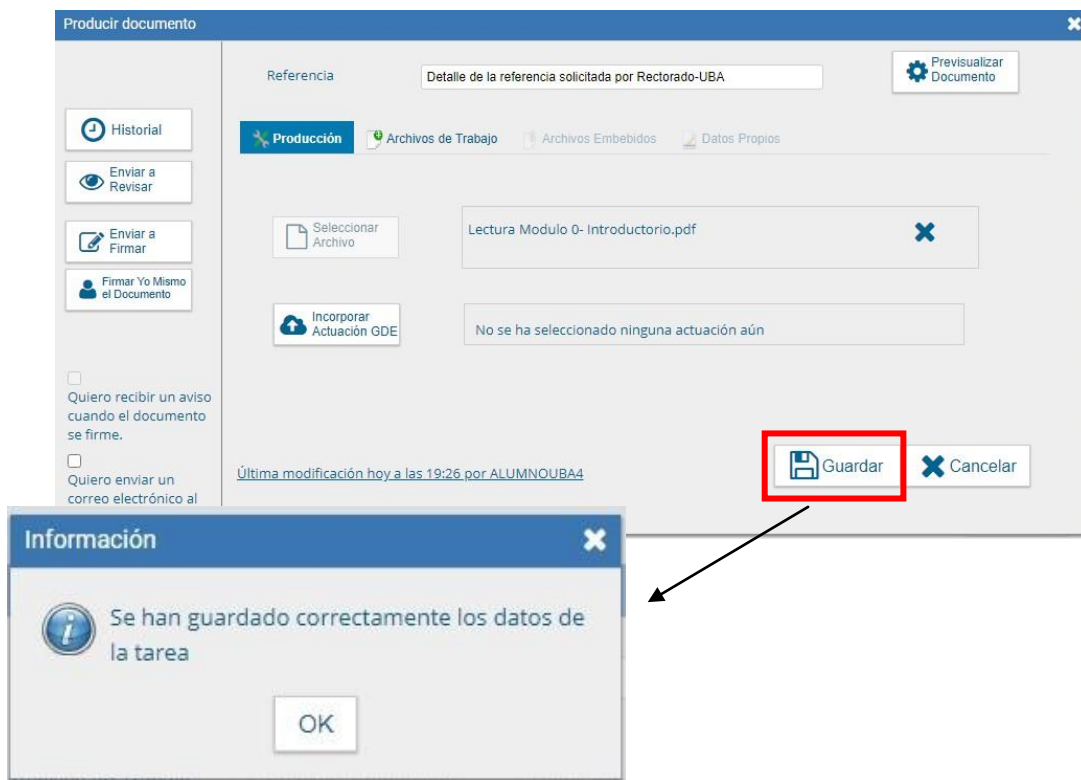 Producir documento
Referencia
Detalle de la referencia solicitada por Rectorado-UBA
Previsualizar
Documento
Historial
Enviar a
Revisar
Enviar a
Firmar
Firmar Yo Mismo
el Documento
Quiero recibir un aviso
cuando el documento
se firme.
Quiero enviar un
correo electrónico al
Producción
Archivos de Trabajo
Archivos Embebidos
Datos Propios
Seleccionar
Archivo
Lectura Modulo 0- Introductorio.pdf
Incorporar
Actuación GDE
No se ha seleccionado ninguna actuación aún
Última modificación hoy a las 19:26 por ALUMNOUBA4
Guardar
Cancelar
Información
Se han guardado correctamente los datos de
la tarea
OK